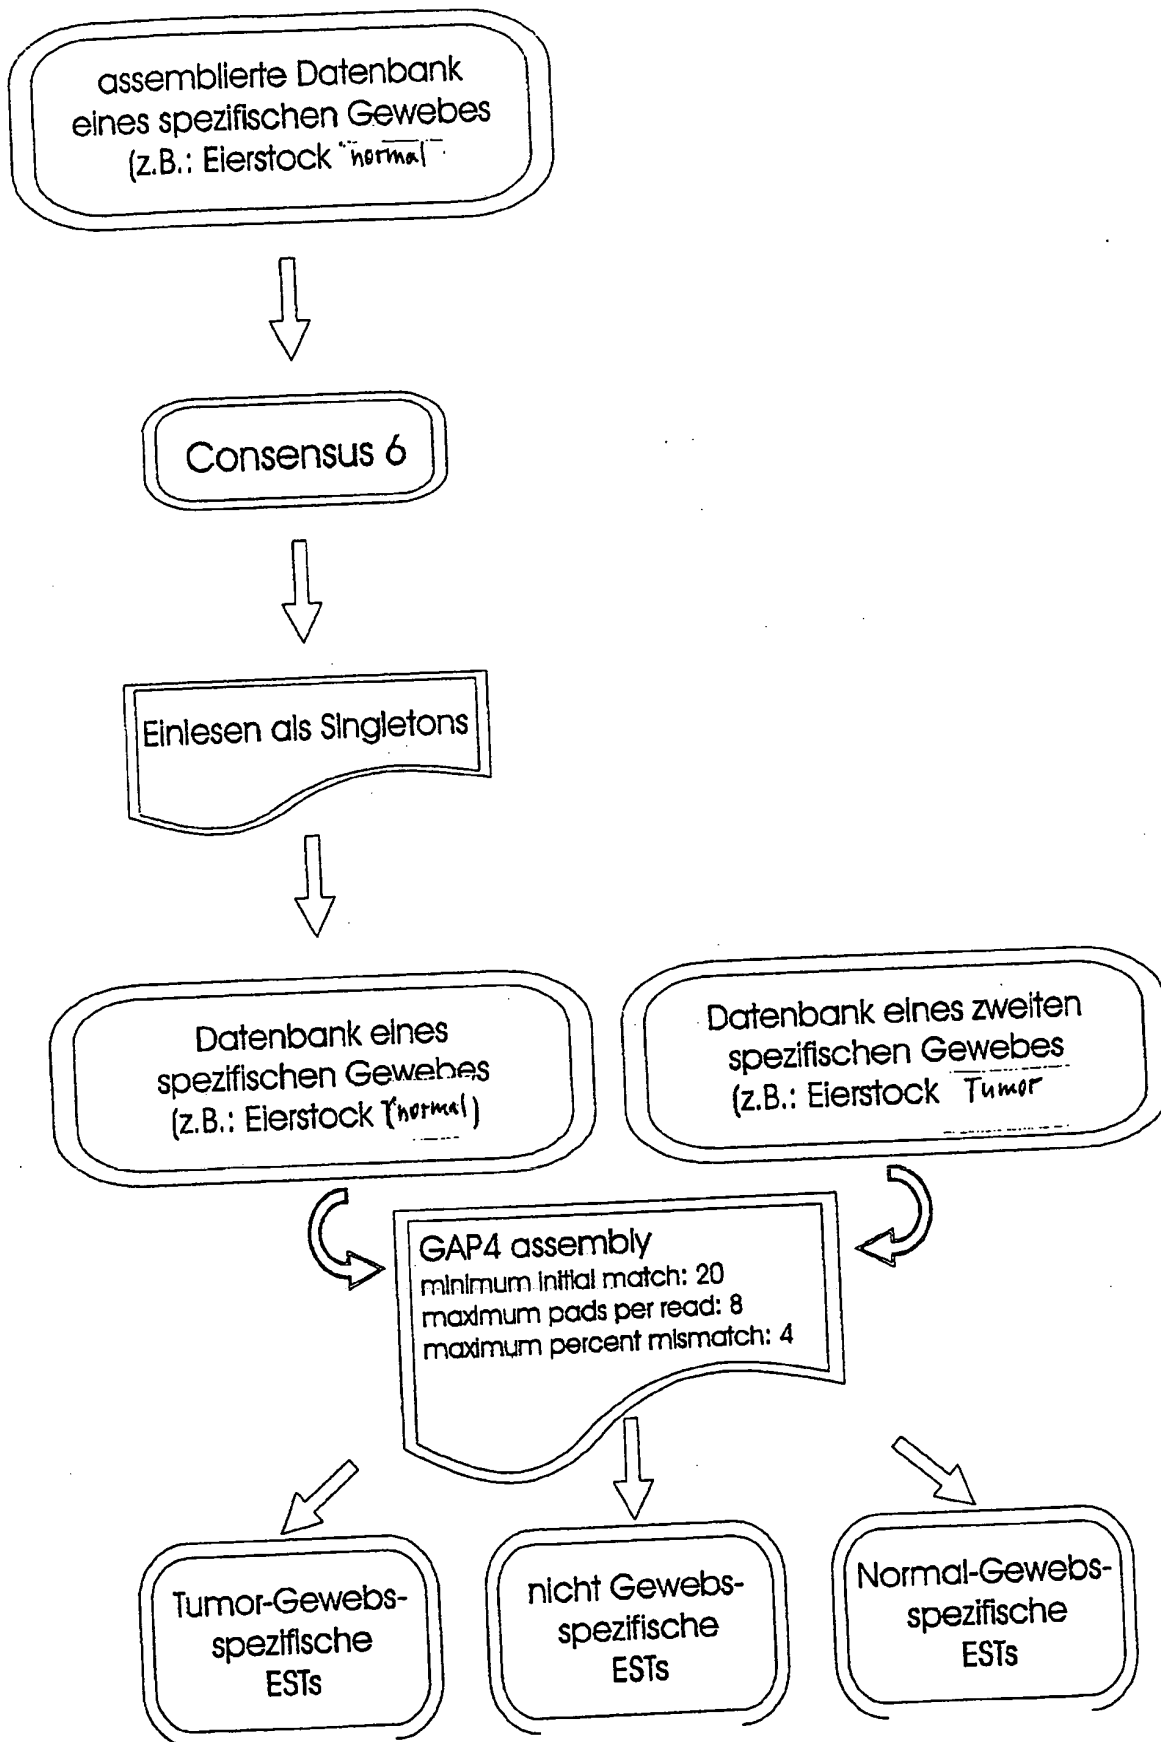 assemblierte Datenbank
eines spezifischen Gewebes
(z.B.: Eierstock normal
Consensus 6
Einlesen als Singletons
Datenbank eines
spezifischen Gewebes
(z.B.: Eierstock normal)
Datenbank eines zweiten
spezifischen Gewebes
(z.B.: Eierstock Tumor
GAP4 assembly
minimum initial match: 20
maximum pads per read: 8
maximum percent mismatch: 4
Tumor-Gewebs-
spezifische
ESTs
nicht Gewebs-
spezifische
ESTs
Normal-Gewebs-
spezifische
ESTs